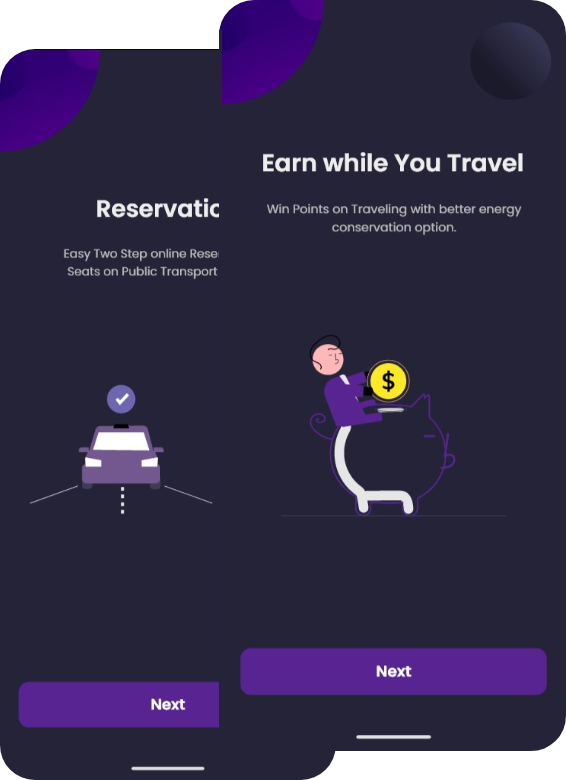 Reservatio
Easy Two Step online Reser
Seats on Public Transport
Next
Earn while You Travel
Win Points on Traveling with better energy
conservation option.
$
Next